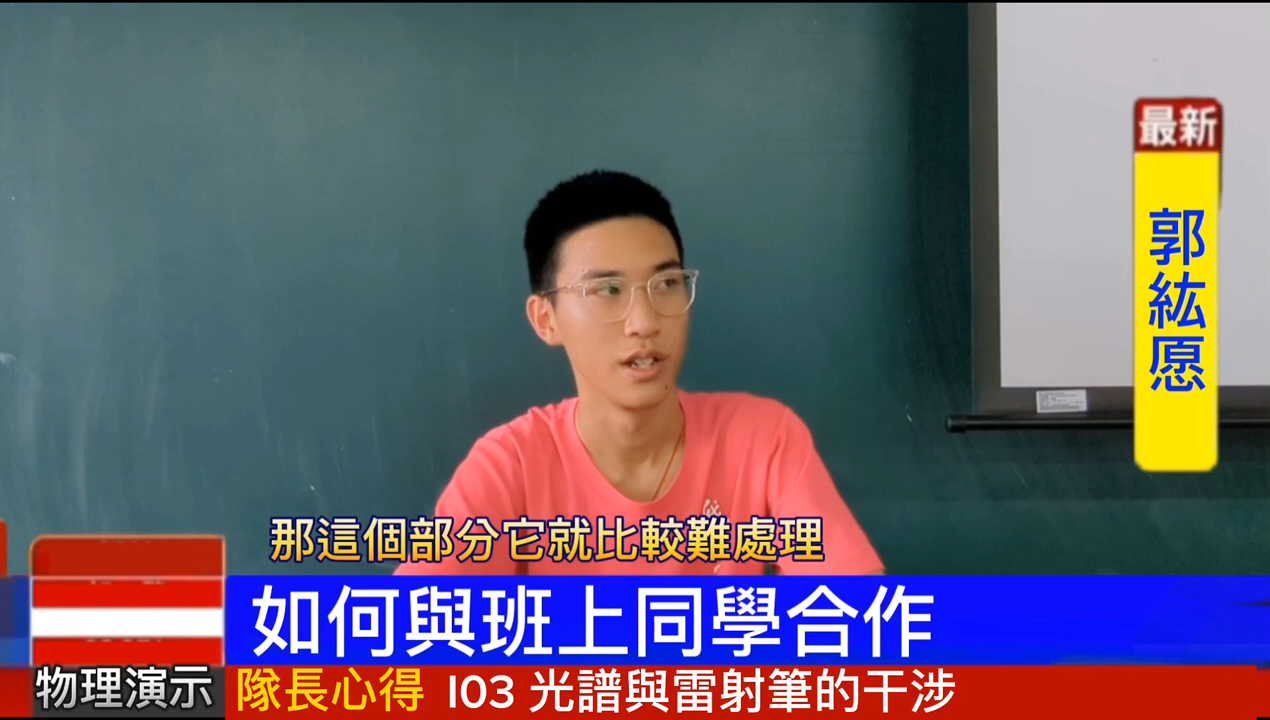 最新
郭紘愿
那這個部分它就比較難處理
如何與班上同學合作
物理演示
隊長心得 103 光譜與雷射筆的干涉